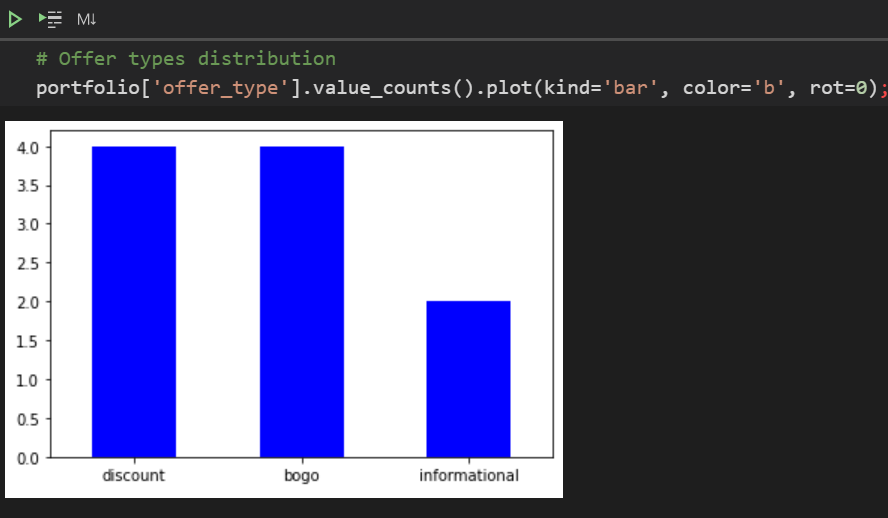 M↓
# Offer types distribution
portfolio['offer_type'].value_counts().plot(kind='bar', color='b', rot=0);
4.0
3.5
3.0
2.5
2.0
1.5
1.0
0.5
0.0
discount bogo informational